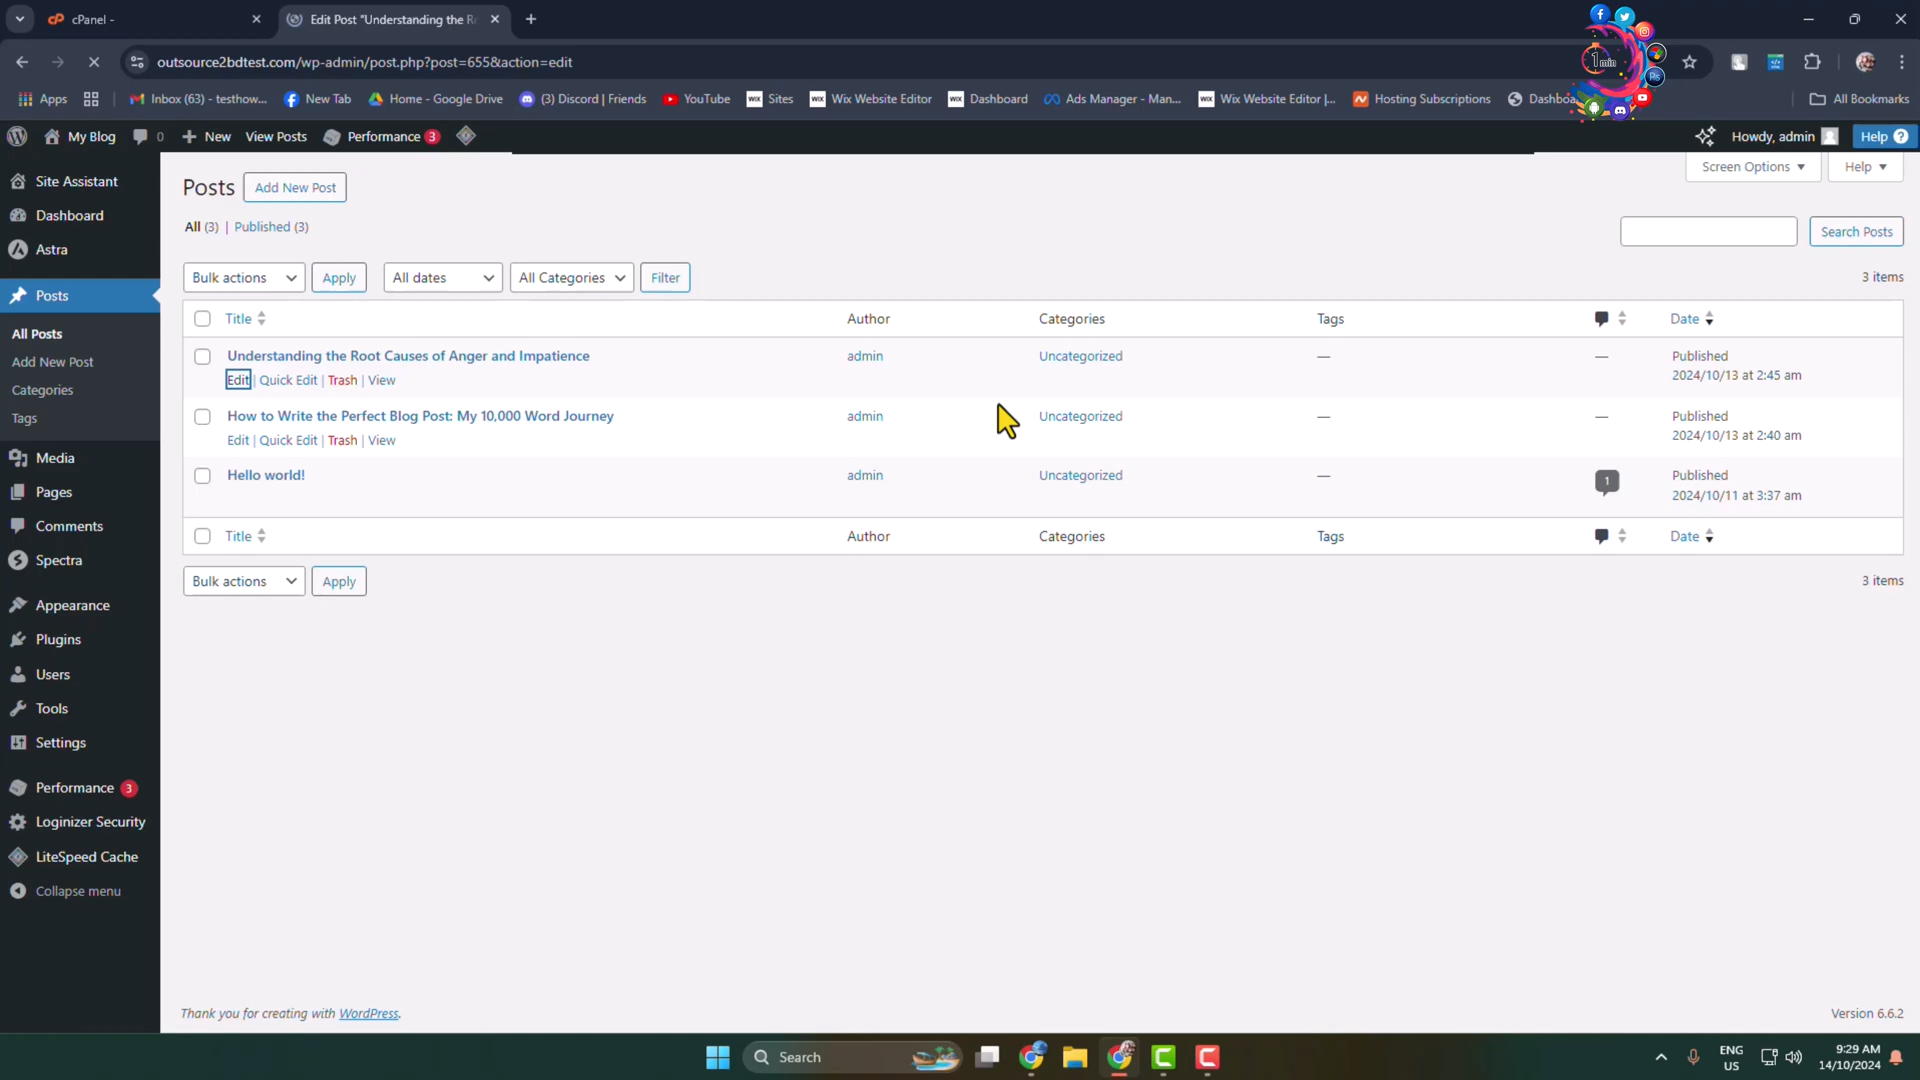 cPanel -
Edit Post "Understanding the R
outsource2bdtest.com/wp-admin/post.php?post=655&action=edit
1 min
Ps
Apps
Inbox (63) - testhow...
New Tab
Home - Google Drive
(3) Discord | Friends
YouTube
WIX Sites
WIX Wix Website Editor
WIX Dashboard
Ads Manager - Man...
WIX Wix Website Editor |...
Hosting Subscriptions
All Bookmarks
My Blog
0
New
View Posts
Performance 3
Howdy, admin
Help ?
Site Assistant
Dashboard
Astra
Posts
All Posts
Add New Post
Categories
Tags
Media
Pages
Comments
Spectra
Appearance
Plugins
Users
Tools
Settings
Performance 3
Loginizer Security
LiteSpeed Cache
Collapse menu
Screen Options
Help
Posts
Add New Post
All (3) | Published (3)
Search Posts
Bulk actions
Apply
All dates
All Categories
Filter
3 items
Title
Author
Categories
Tags
Date
Understanding the Root Causes of Anger and Impatience
admin
Uncategorized
—
—
Published
2024/10/13 at 2:45 am
Edit | Quick Edit | Trash | View
How to Write the Perfect Blog Post: My 10,000 Word Journey
admin
Uncategorized
—
—
Published
2024/10/13 at 2:40 am
Edit | Quick Edit | Trash | View
Hello world!
admin
Uncategorized
—
1
Published
2024/10/11 at 3:37 am
Title
Author
Categories
Tags
Date
Bulk actions
Apply
3 items
Thank you for creating with WordPress.
Version 6.6.2
Search
ENG
US
9:29 AM
14/10/2024